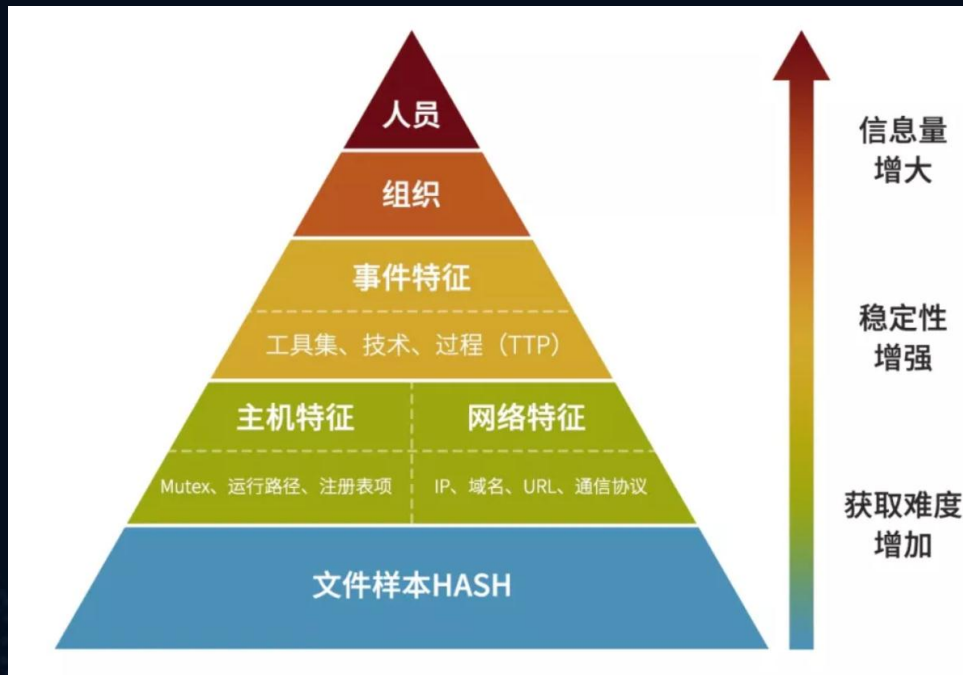 人员
组织
事件特征
工具集、技术、过程（TTP）
主机特征
网络特征
Mutex、运行路径、注册表项
IP、域名、URL、通信协议
文件样本HASH
信息量
增大
稳定性
增强
获取难度
增加